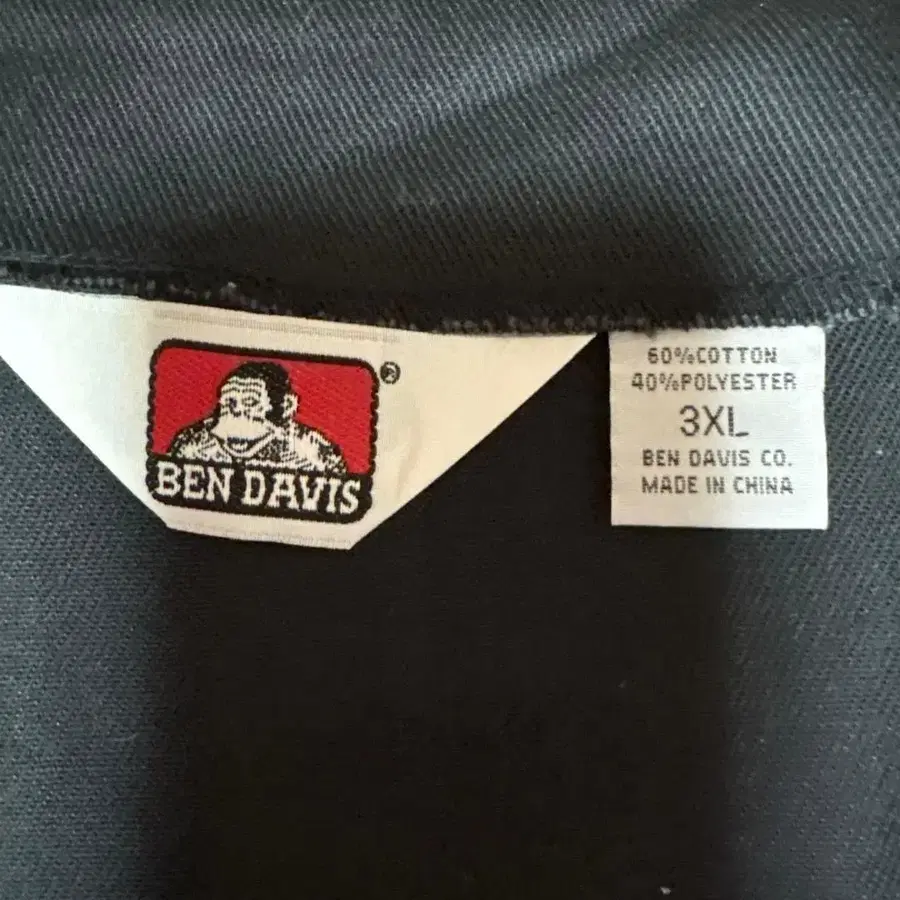 ®
BEN DAVIS
60%COTTON
40%POLYESTER
3XL
BEN DAVIS CO.
MADE IN CHINA